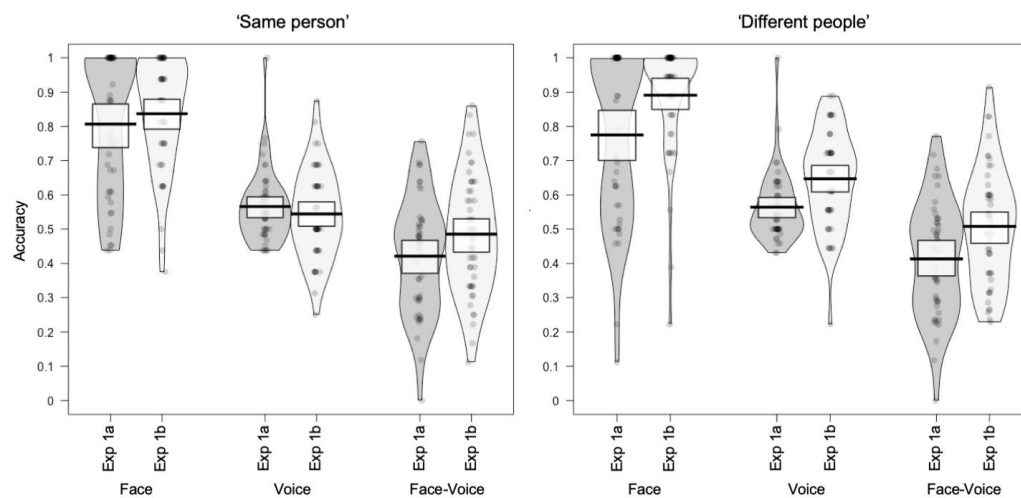 ‘Same person’
Accuracy
1
0.9
0.8
0.7
0.6
0.5
0.4
0.3
0.2
0.1
0
Exp 1a
Exp 1b
Exp 1a
Exp 1b
Exp 1a
Exp 1b
Face Voice Face-Voice
‘Different people’
1
0.9
0.8
0.7
0.6
0.5
0.4
0.3
0.2
0.1
0
Exp 1a
Exp 1b
Exp 1a
Exp 1b
Exp 1a
Exp 1b
Face Voice Face-Voice